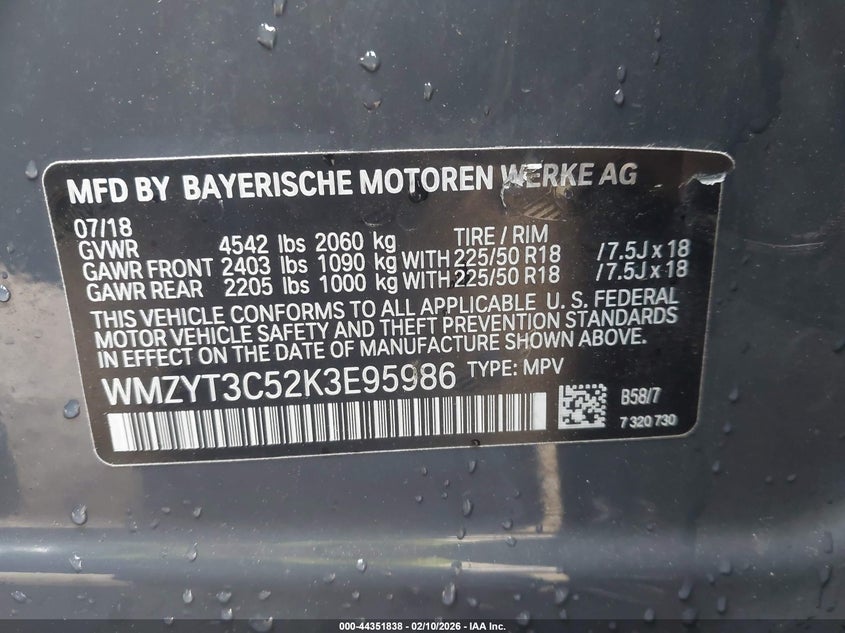 MFD BY BAYERISCHE MOTOREN WERKE AG
07/18 TIRE / RIM
GVWR 4542 lbs 2060 kg
GAWR FRONT 2403 lbs 1090 kg WITH 225/50 R18 /7.5J x 18
GAWR REAR 2205 lbs 1000 kg WITH 225/50 R18 /7.5J x 18
THIS VEHICLE CONFORMS TO ALL APPLICABLE U. S. FEDERAL
MOTOR VEHICLE SAFETY AND THEFT PREVENTION STANDARDS
IN EFFECT ON THE DATE OF MANUFACTURE SHOWN ABOVE.
WMZYT3C52K3E95986 TYPE: MPV
B58/7
7 320 730
000-44351838 - 02/10/2026 - IAA Inc.